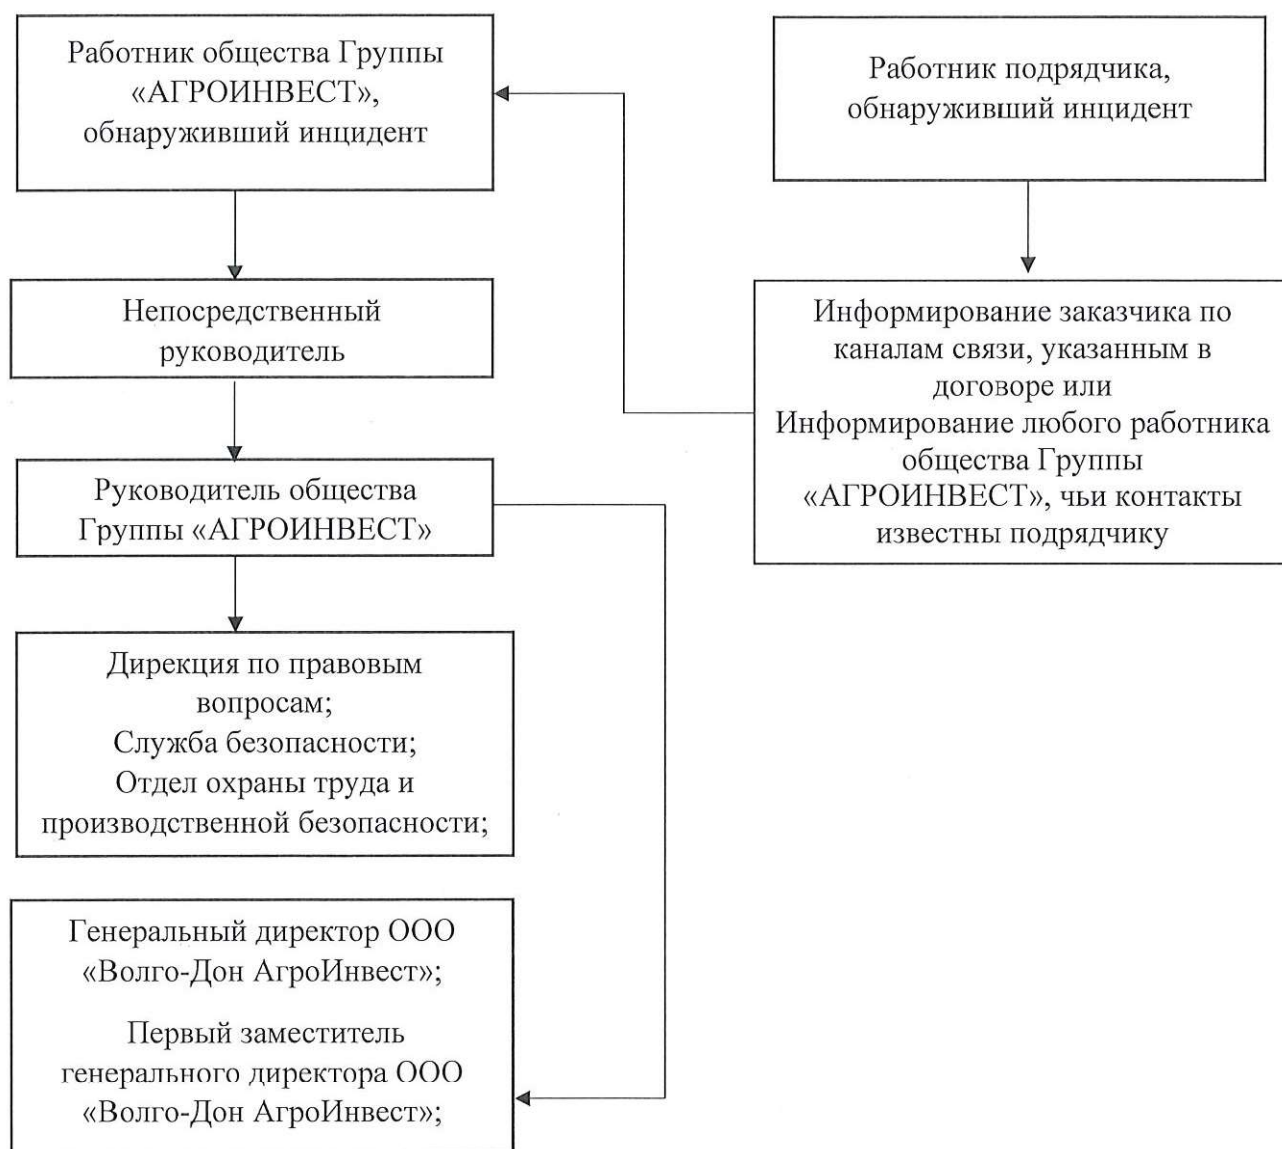 Работник общества Группы
«АГРОИНВЕСТ»,
обнаруживший инцидент
Работник подрядчика,
обнаруживший инцидент
Непосредственный
руководитель
Информирование заказчика по
каналам связи, указанным в
договоре или
Информирование любого работника
общества Группы
«АГРОИНВЕСТ», чьи контакты
известны подрядчику
Руководитель общества
Группы «АГРОИНВЕСТ»
Дирекция по правовым
вопросам;
Служба безопасности;
Отдел охраны труда и
производственной безопасности;
Генеральный директор ООО
«Волго-Дон АгроИнвест»;
Первый заместитель
генерального директора ООО
«Волго-Дон АгроИнвест»;